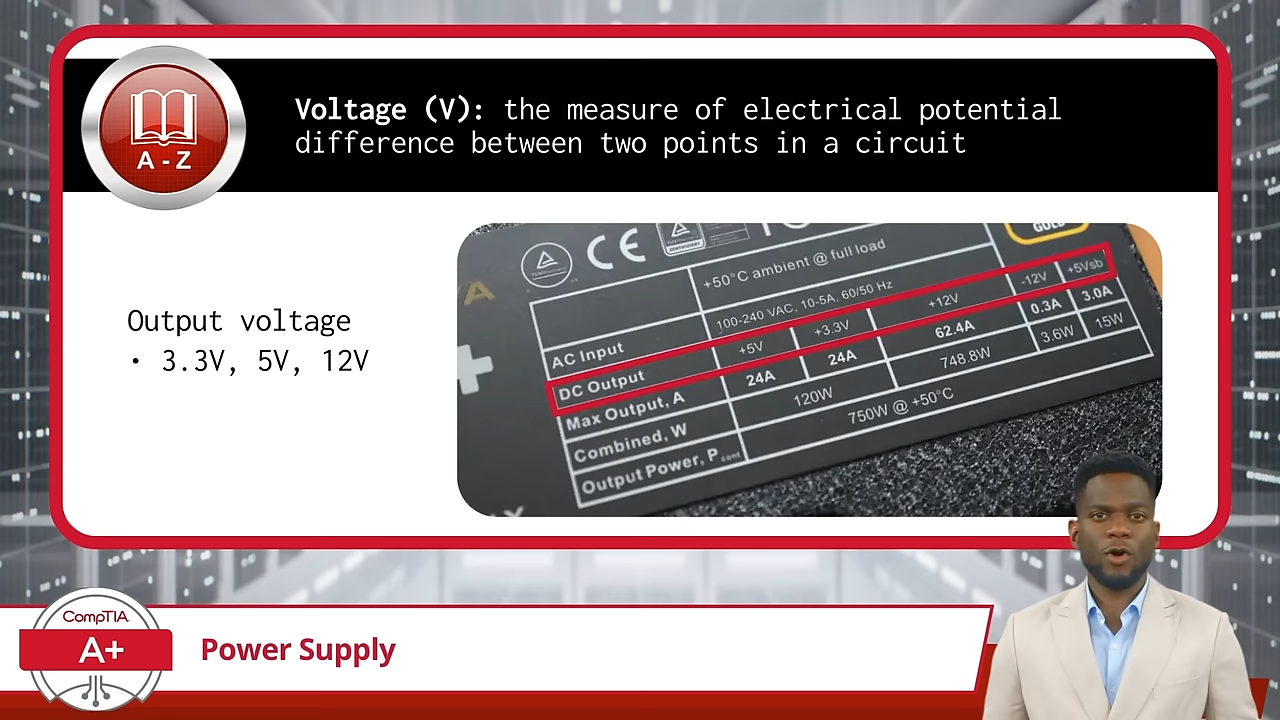 Voltage (V): the measure of electrical potential
difference between two points in a circuit
A - Z
Output voltage
• 3.3V, 5V, 12V
CE
GOLD
+50°C ambient @ full load
AC Input 100-240 VAC, 10-5A, 60/50 Hz
DC Output +5V +3.3V +12V -12V +5Vsb
Max Output, A 24A 24A 62.4A 0.3A 3.0A
Combined, W 120W 748.8W 3.6W 15W
Output Power, Pcont 750W @ +50°C
CompTIA
A+
Power Supply